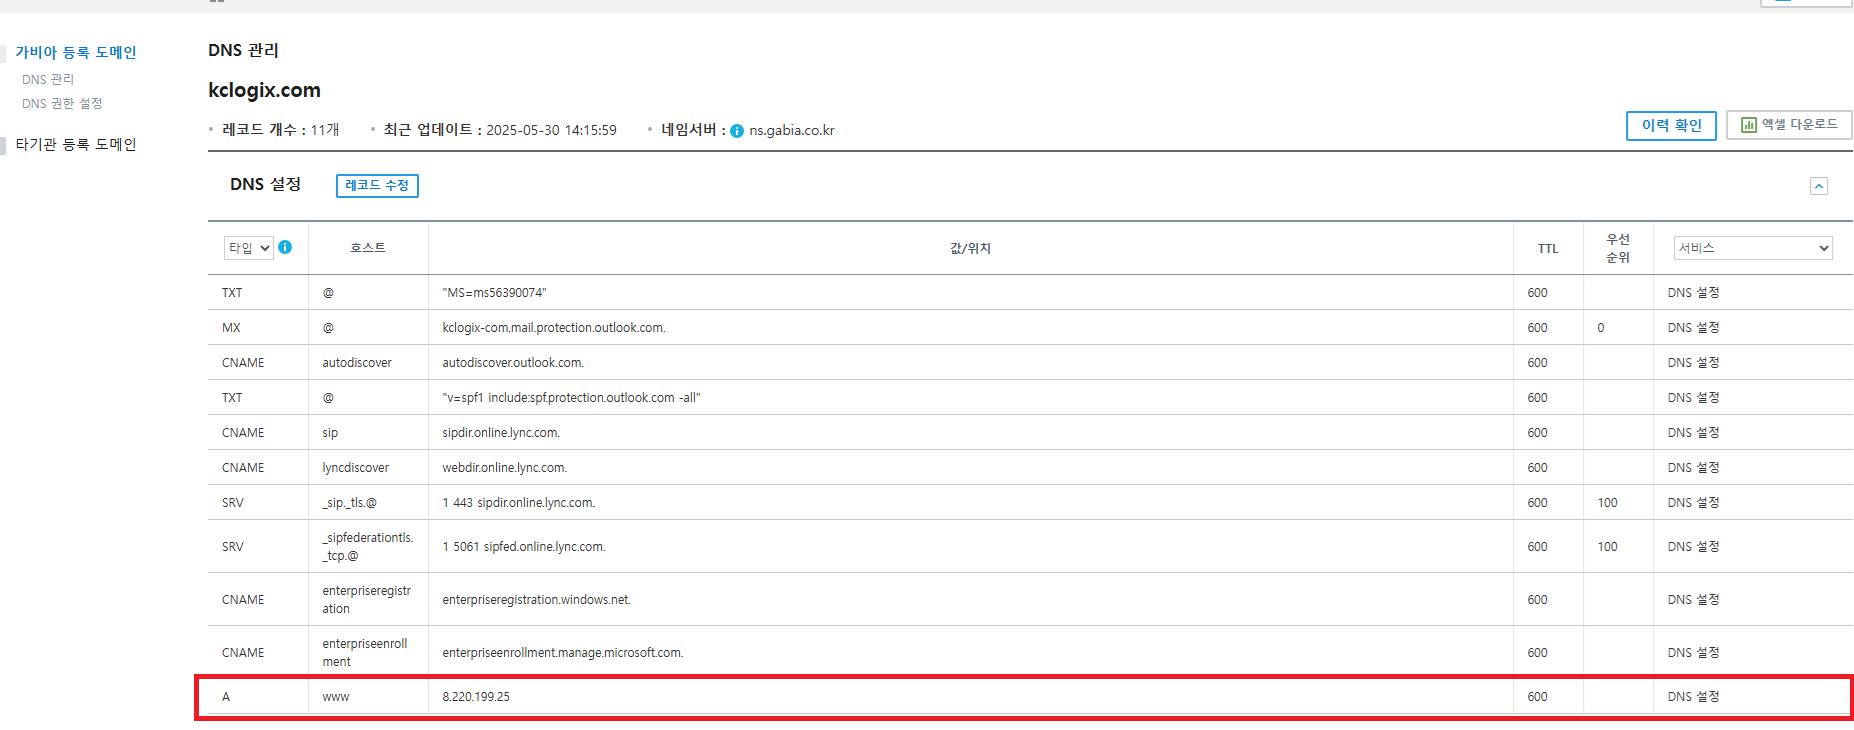 가비아 등록 도메인
DNS 관리
DNS 권한 설정
타기관 등록 도메인
DNS 관리
kclogix.com
레코드 개수 : 11개 최근 업데이트 : 2025-05-30 14:15:59 네임서버 : ns.gabia.co.kr
이력 확인 엑셀 다운로드
DNS 설정 레코드 수정
타입 호스트 값/위치 TTL 우선 순위 서비스
TXT @ "MS=ms56390074" 600 DNS 설정
MX @ kclogix-com.mail.protection.outlook.com. 600 0 DNS 설정
CNAME autodiscover autodiscover.outlook.com. 600 DNS 설정
TXT @ "v=spf1 include:spf.protection.outlook.com -all" 600 DNS 설정
CNAME sip sipdir.online.lync.com. 600 DNS 설정
CNAME lyncdiscover webdir.online.lync.com. 600 DNS 설정
SRV _sip._tls.@ 1 443 sipdir.online.lync.com. 600 100 DNS 설정
SRV _sipfederationtls._tcp.@ 1 5061 sipfed.online.lync.com. 600 100 DNS 설정
CNAME enterpriseregistration enterpriseregistration.windows.net. 600 DNS 설정
CNAME enterpriseenrollment enterpriseenrollment.manage.microsoft.com. 600 DNS 설정
A www 8.220.199.25 600 DNS 설정